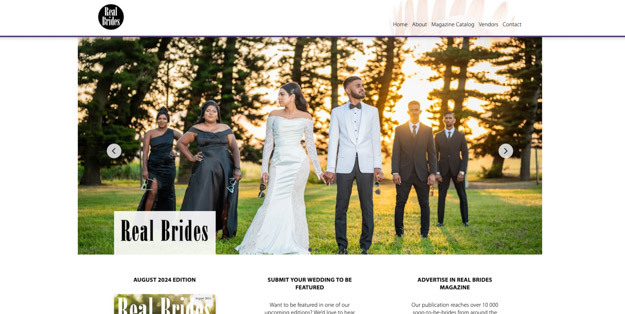 Real
Brides
Home About Magazine Catalog Vendors Contact
Real Brides
AUGUST 2024 EDITION
SUBMIT YOUR WEDDING TO BE
FEATURED
ADVERTISE IN REAL BRIDES
MAGAZINE
Want to be featured in one of our
upcoming editions? We'd love to hear
Our publication reaches over 10 000
soon-to-be-brides from around the
August 2024
Real Brides